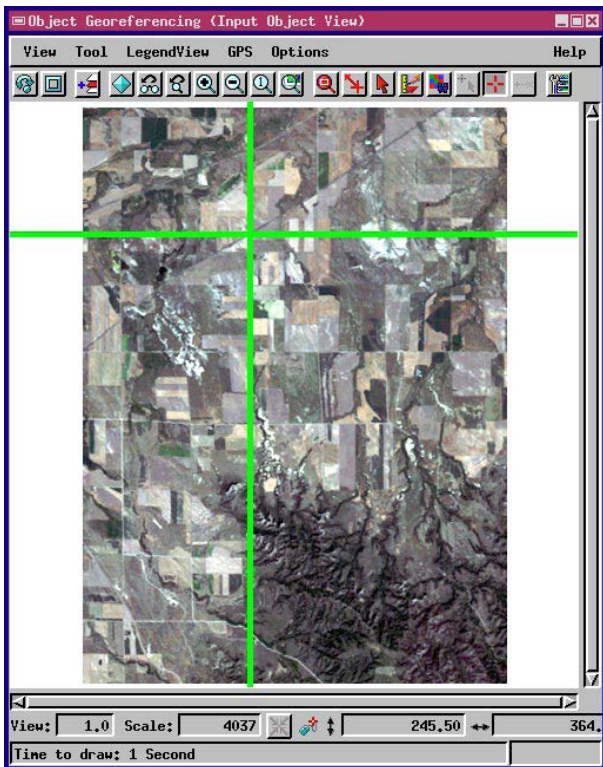 Object Georeferencing (Input Object View)
View Tool LegendView GPS Options Help
View: 1.0 Scale: 4037 245.50 364.
Time to draw: 1 Second